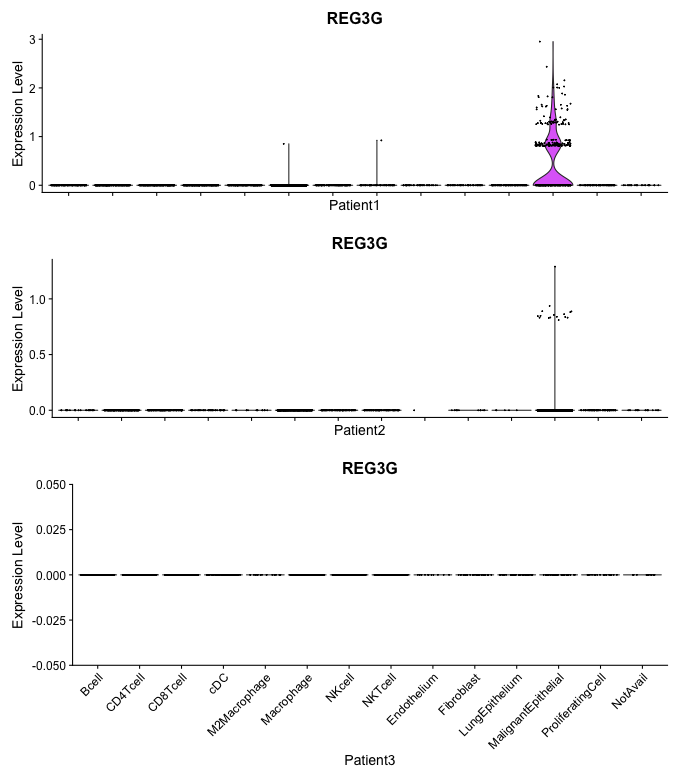 REG3G
Expression Level
3
2
1
0
Patient1
REG3G
Expression Level
1.0
0.5
0.0
Patient2
REG3G
Expression Level
0.050
0.025
0.000
-0.025
-0.050
Bcell
CD4Tcell
CD8Tcell
cDC
M2Macrophage
Macrophage
NKcell
NKTcell
Endothelium
Fibroblast
LungEpithelium
MalignantEpithelial
ProliferatingCell
NotAvail
Patient3